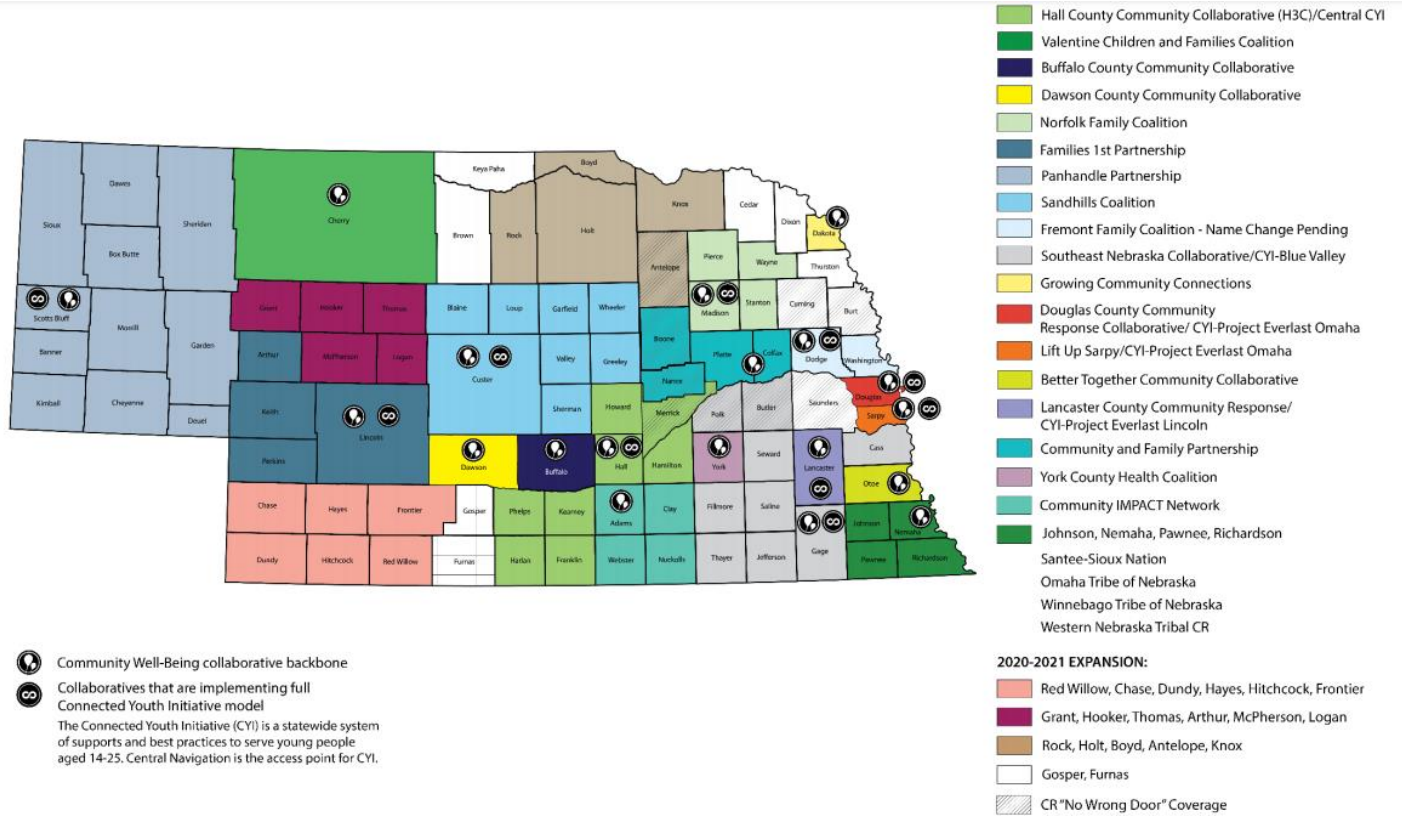 Hall County Community Collaborative (H3C)/Central CYI
Valentine Children and Families Coalition
Buffalo County Community Collaborative
Dawson County Community Collaborative
Norfolk Family Coalition
Families 1st Partnership
Panhandle Partnership
Sandhills Coalition
Fremont Family Coalition - Name Change Pending
Southeast Nebraska Collaborative/CYI-Blue Valley
Growing Community Connections
Douglas County Community
Response Collaborative/ CYI-Project Everlast Omaha
Lift Up Sarpy/CYI-Project Everlast Omaha
Better Together Community Collaborative
Lancaster County Community Response/
CYI-Project Everlast Lincoln
Community and Family Partnership
York County Health Coalition
Community IMPACT Network
Johnson, Nemaha, Pawnee, Richardson
Santee-Sioux Nation
Omaha Tribe of Nebraska
Winnebago Tribe of Nebraska
Western Nebraska Tribal CR
2020-2021 EXPANSION:
Red Willow, Chase, Dundy, Hayes, Hitchcock, Frontier
Grant, Hooker, Thomas, Arthur, McPherson, Logan
Rock, Holt, Boyd, Antelope, Knox
Gosper, Furnas
CR "No Wrong Door" Coverage
Sioux
Dawes
Sheriden
Box Butte
Scotts Bluff
Banner
Kimball
Morrill
Cheyenne
Garden
Deuel
Cherry
Keya Paha
Boyd
Brown
Rock
Holt
Knox
Cedar
Dixon
Dakota
Antelope
Pierce
Wayne
Thurston
Grant
Hooker
Thomas
Blaine
Loup
Garfield
Wheeler
Madison
Stanton
Cuming
Burt
Arthur
McPherson
Logan
Custer
Valley
Greeley
Boone
Platte
Colfax
Dodge
Washington
Nance
Keith
Lincoln
Sherman
Howard
Merrick
Polk
Butler
Saunders
Douglas
Sarpy
Perkins
Dawson
Buffalo
Hall
Hamilton
York
Seward
Lancaster
Cass
Otoe
Chase
Hayes
Frontier
Gosper
Phelps
Kearney
Adams
Clay
Fillmore
Saline
Gage
Johnson
Nemaha
Dundy
Hitchcock
Red Willow
Furnas
Harlan
Franklin
Webster
Nuckolls
Thayer
Jefferson
Pawnee
Richardson
Community Well-Being collaborative backbone
Collaboratives that are implementing full
Connected Youth Initiative model
The Connected Youth Initiative (CYI) is a statewide system
of supports and best practices to serve young people
aged 14-25. Central Navigation is the access point for CYI.